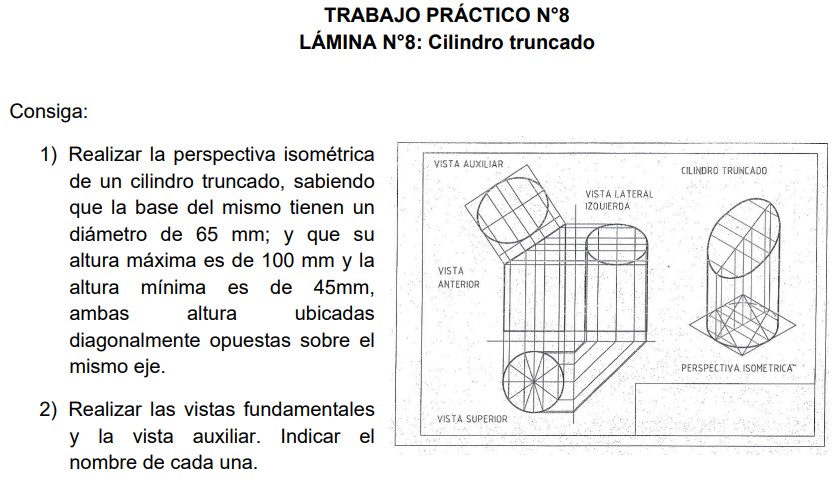 TRABAJO PRÁCTICO N°8
LÁMINA N°8: Cilindro truncado
Consiga:
1) Realizar la perspectiva isométrica
de un cilindro truncado, sabiendo
que la base del mismo tienen un
diámetro de 65 mm; y que su
altura máxima es de 100 mm y la
altura mínima es de 45mm,
ambas altura ubicadas
diagonalmente opuestas sobre el
mismo eje.
2) Realizar las vistas fundamentales
y la vista auxiliar. Indicar el
nombre de cada una.
VISTA AUXILIAR
CILINDRO TRUNCADO
VISTA LATERAL
IZQUIERDA
VISTA
ANTERIOR
PERSPECTIVA ISOMETRICA
VISTA SUPERIOR